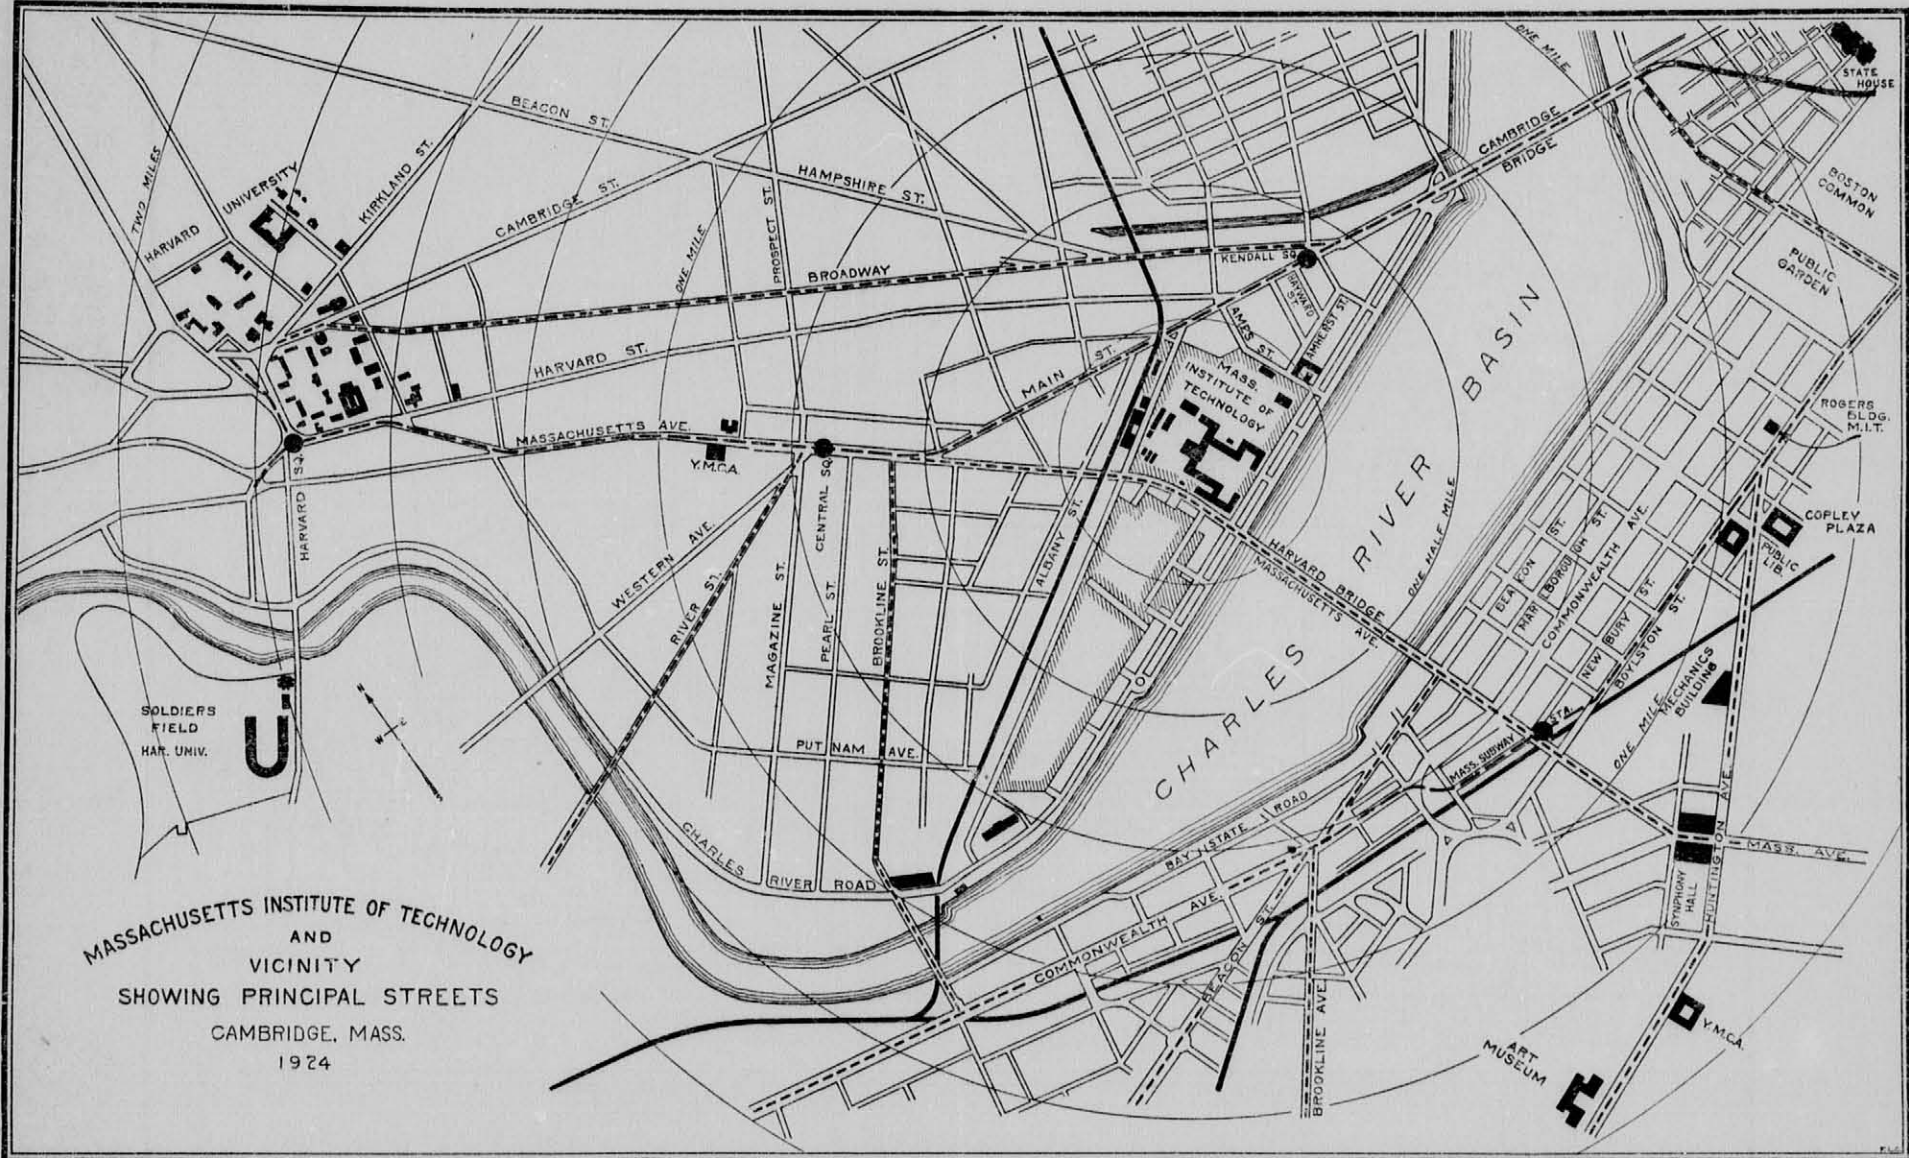 MASSACHUSETTS INSTITUTE OF TECHNOLOGY
AND
VICINITY
SHOWING PRINCIPAL STREETS
CAMBRIDGE, MASS.
1924
TWO MILES
HARVARD
UNIVERSITY
KIRKLAND ST.
BEACON ST.
CAMBRIDGE ST.
HAMPSHIRE ST.
PROSPECT ST.
ONE MILE
BROADWAY
HARVARD ST.
MAIN ST.
MASSACHUSETTS AVE.
Y.M.C.A.
CENTRAL SQ.
HARVARD SQ.
WESTERN AVE.
RIVER ST.
MAGAZINE ST.
PEARL ST
BROOKLINE ST.
ALBANY ST.
PUTNAM AVE.
CHARLES RIVER ROAD
SOLDIERS
FIELD
HAR. UNIV.
N
E
W
S
KENDALL SQ.
HAYWARD ST.
AMES ST.
AMHERST ST.
MASS.
INSTITUTE OF
TECHNOLOGY
CAMBRIDGE
BRIDGE
ONE MILE
STATE
HOUSE
BOSTON
COMMON
PUBLIC
GARDEN
ROGERS
BLDG.
M.I.T.
COPLEY
PLAZA
PUBLIC
LIB.
CHARLES RIVER BASIN
ONE HALF MILE
HARVARD BRIDGE
MASSACHUSETTS AVE.
BEACON ST.
MARLBOROUGH ST.
COMMONWEALTH AVE.
NEWBURY ST.
BOYLSTON ST.
MECHANICS
BUILDING
ONE MILE
MASS. SUBWAY STA.
BAY STATE ROAD
COMMONWEALTH AVE.
BEACON ST.
BROOKLINE AVE.
MASS. AVE.
SYMPHONY
HALL
HUNTINGTON AVE.
Y.M.C.A.
ART
MUSEUM